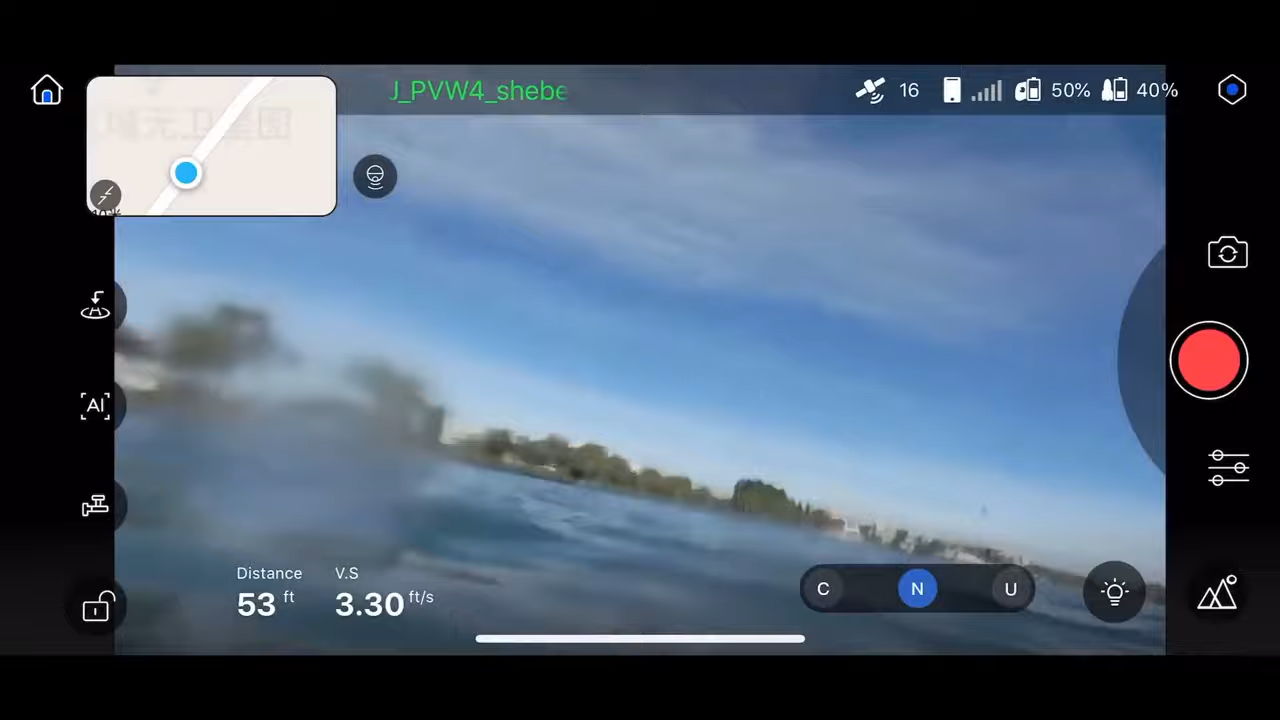 J_PVW4_shebe
16
50%
40%
AI
Distance
53 ft
V.S
3.30 ft/s
C
N
U